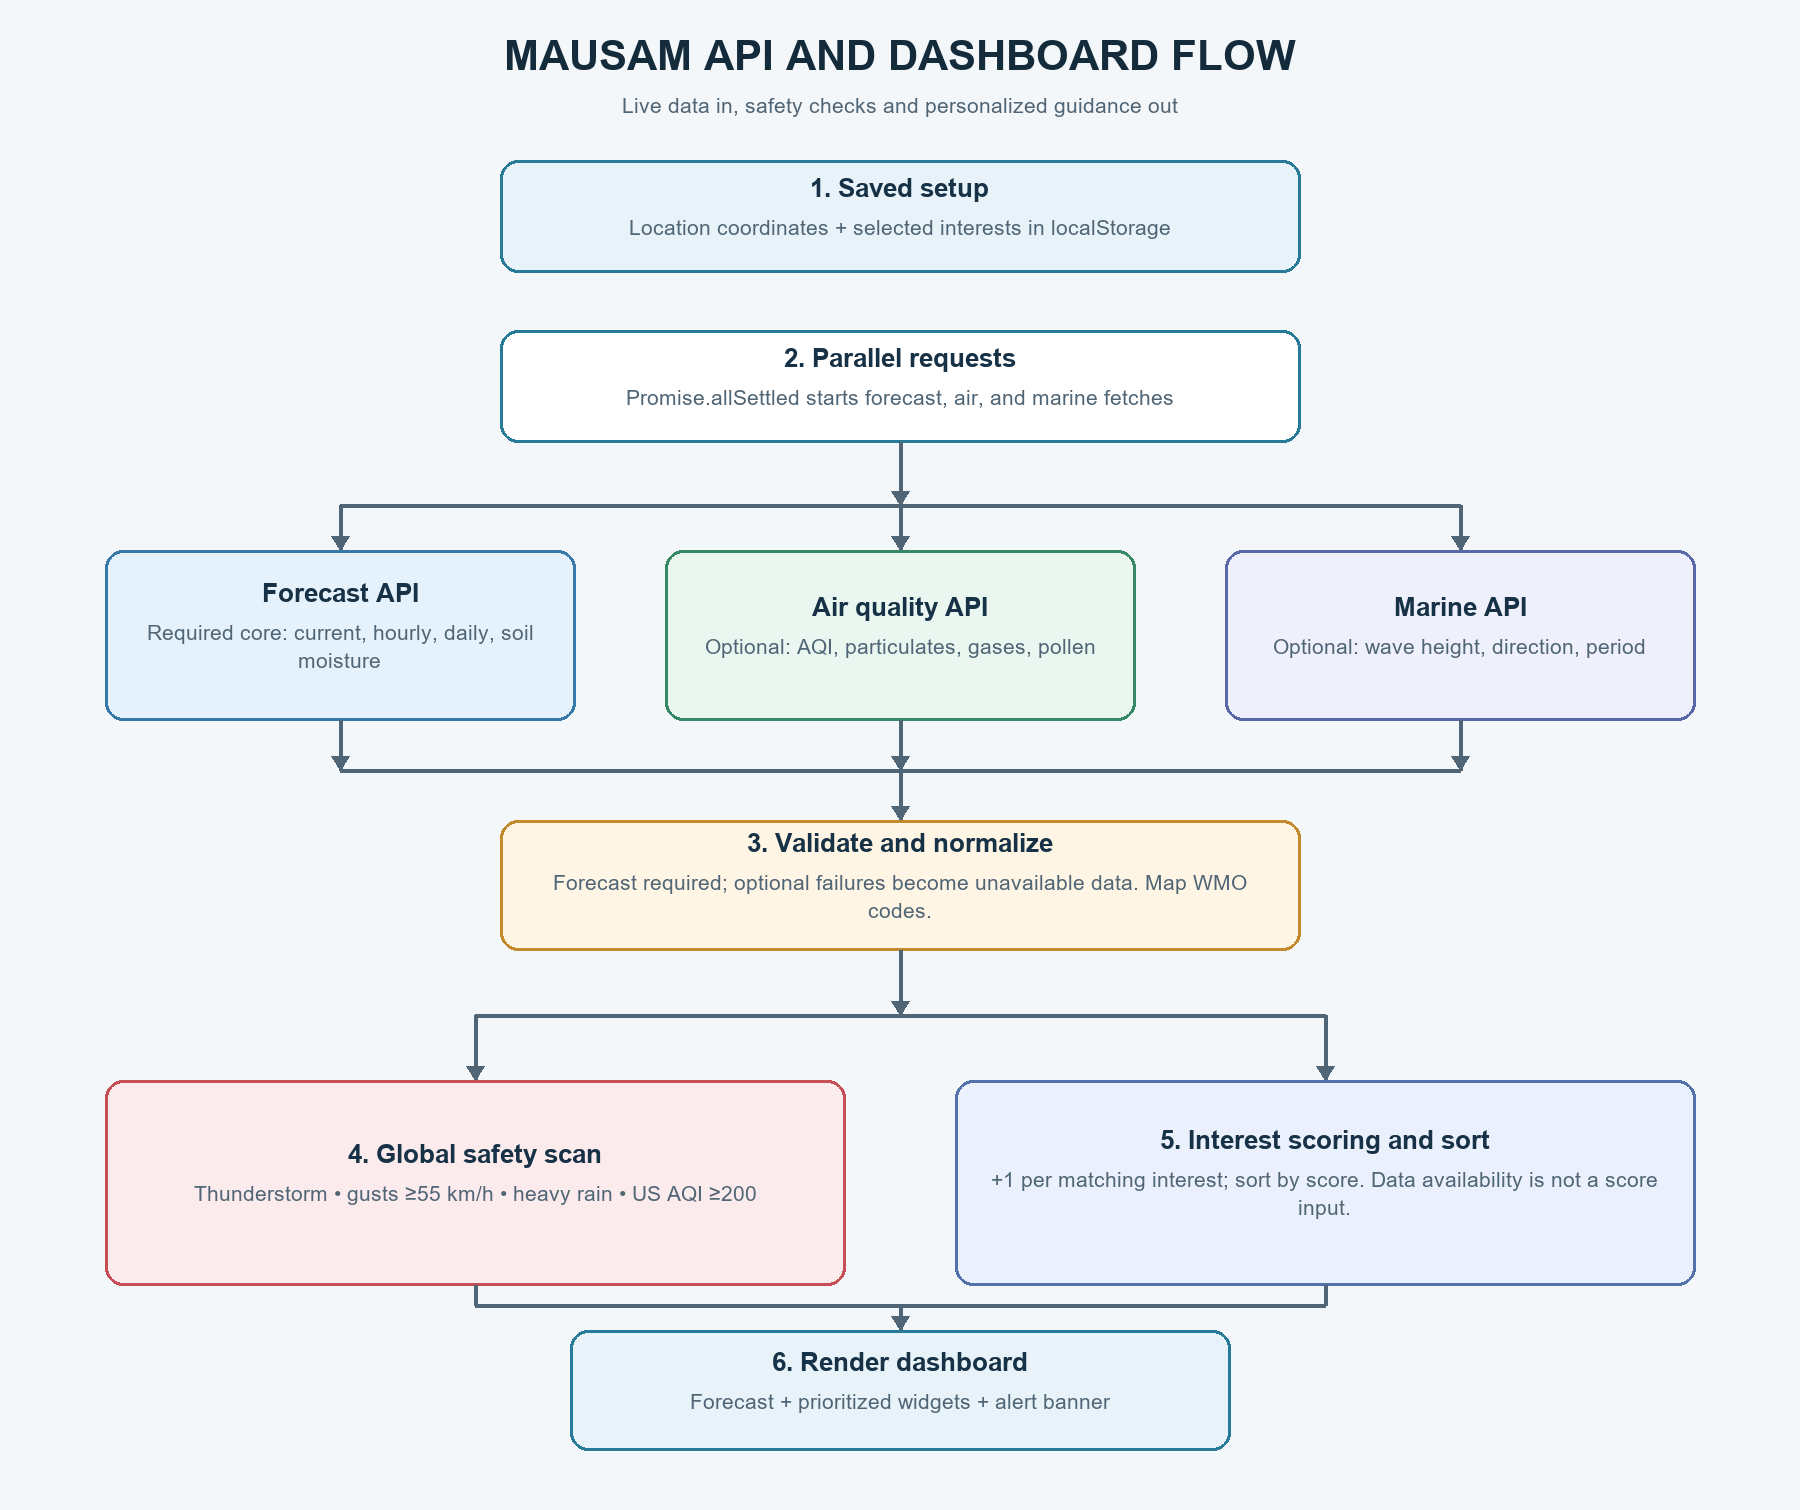 MAUSAM API AND DASHBOARD FLOW
Live data in, safety checks and personalized guidance out
1. Saved setup
Location coordinates + selected interests in localStorage
2. Parallel requests
Promise.allSettled starts forecast, air, and marine fetches
Forecast API
Required core: current, hourly, daily, soil
moisture
Air quality API
Optional: AQI, particulates, gases, pollen
Marine API
Optional: wave height, direction, period
3. Validate and normalize
Forecast required; optional failures become unavailable data. Map WMO
codes.
4. Global safety scan
Thunderstorm • gusts ≥55 km/h • heavy rain • US AQI ≥200
5. Interest scoring and sort
+1 per matching interest; sort by score. Data availability is not a score
input.
6. Render dashboard
Forecast + prioritized widgets + alert banner